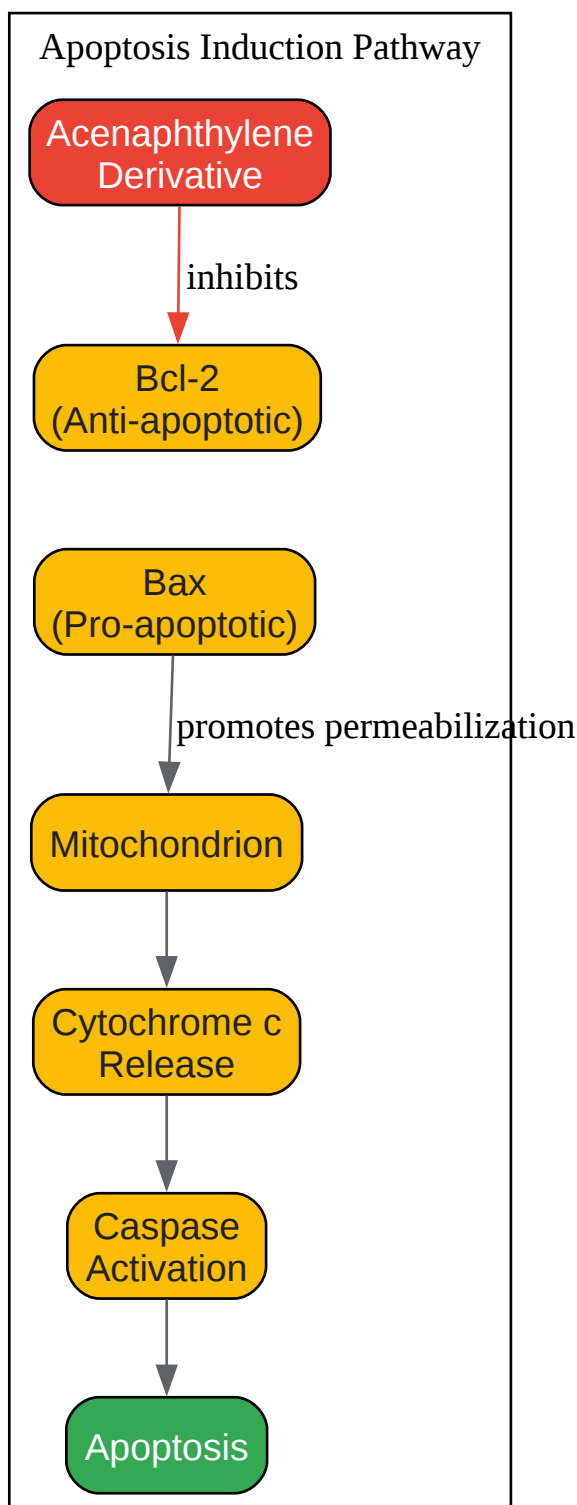 Apoptosis Induction Pathway
Acenaphthylene
Derivative
inhibits
Bcl-2
(Anti-apoptotic)
Bax
(Pro-apoptotic)
promotes permeabilization
Mitochondrion
Cytochrome c
Release
Caspase
Activation
Apoptosis